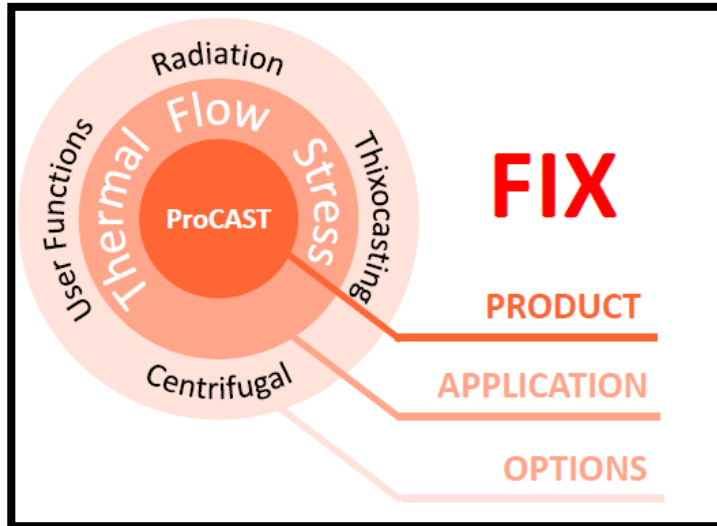 Radiation
Thermal Flow Stress
User Functions
Thixocasting
ProCAST
Centrifugal
FIX
PRODUCT
APPLICATION
OPTIONS